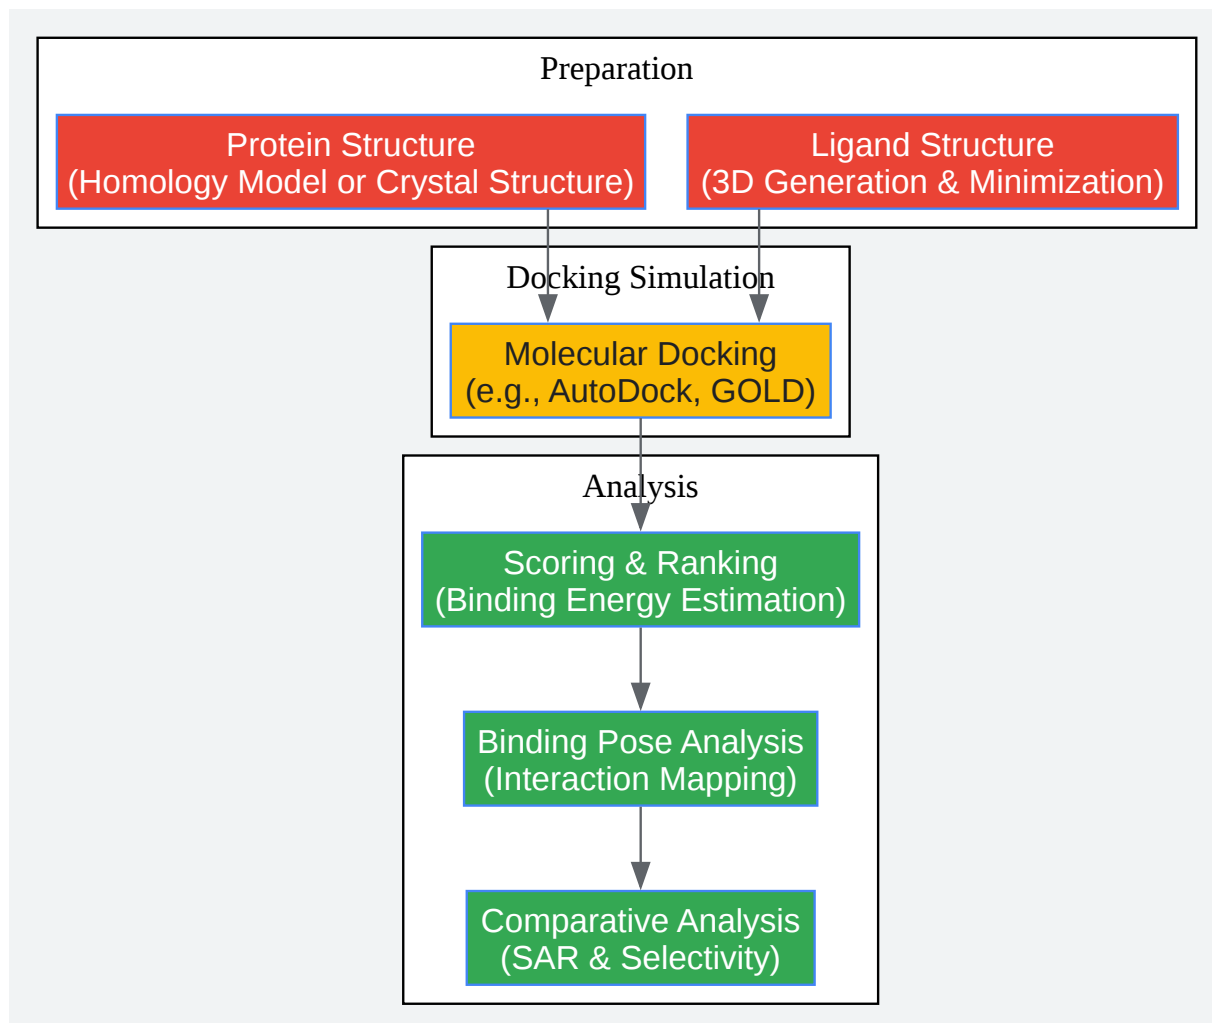 Preparation
Protein Structure
(Homology Model or Crystal Structure)
Ligand Structure
(3D Generation & Minimization)
Docking Simulation
Molecular Docking
(e.g., AutoDock, GOLD)
Analysis
Scoring & Ranking
(Binding Energy Estimation)
Binding Pose Analysis
(Interaction Mapping)
Comparative Analysis
(SAR & Selectivity)